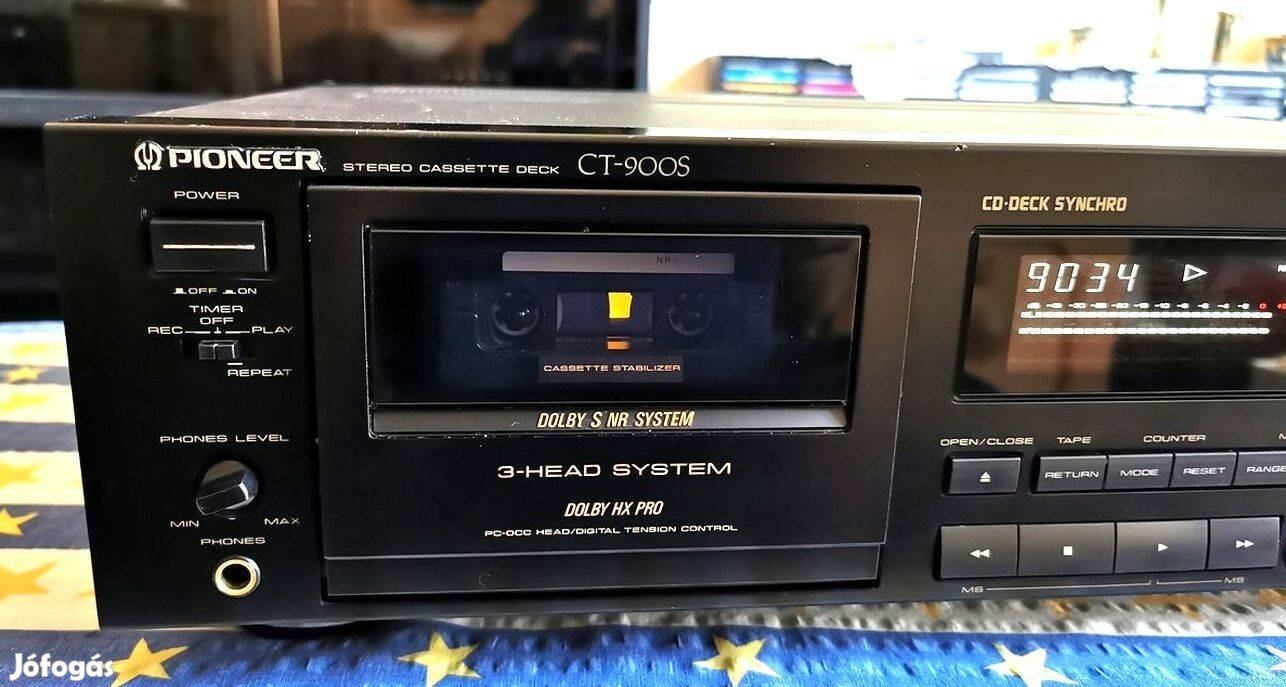 PIONEER STEREO CASSETTE DECK CT-900S
POWER
OFF ON
TIMER
OFF
REC PLAY
REPEAT
PHONES LEVEL
MIN MAX
PHONES
NR
CASSETTE STABILIZER
DOLBY S NR SYSTEM
3-HEAD SYSTEM
DOLBY HX PRO
PC-OCC HEAD/DIGITAL TENSION CONTROL
CD·DECK SYNCHRO
9034
OPEN/CLOSE TAPE COUNTER
RETURN MODE RESET RANGE
MS MS
Jófogás